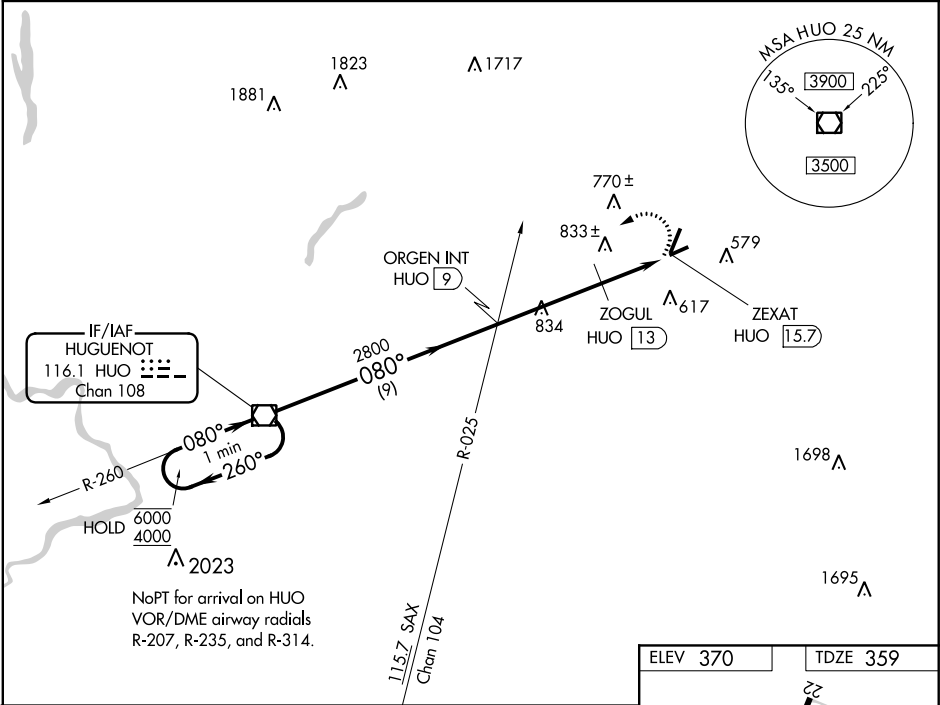 MSA HUO 25 NM
135°
3900
225°
3500
1823
1717
1881
770 ±
833 ±
579
ORGEN INT
HUO 9
834
ZOGUL
HUO 13
617
ZEXAT
HUO 15.7
IF/IAF
HUGUENOT
116.1 HUO
Chan 108
2800
080°
(9)
080°
1 min
260°
R-260
R-025
HOLD 6000
4000
2023
1698
1695
NoPT for arrival on HUO
VOR/DME airway radials
R-207, R-235, and R-314.
115.7 SAX
Chan 104
ELEV 370
TDZE 359
22